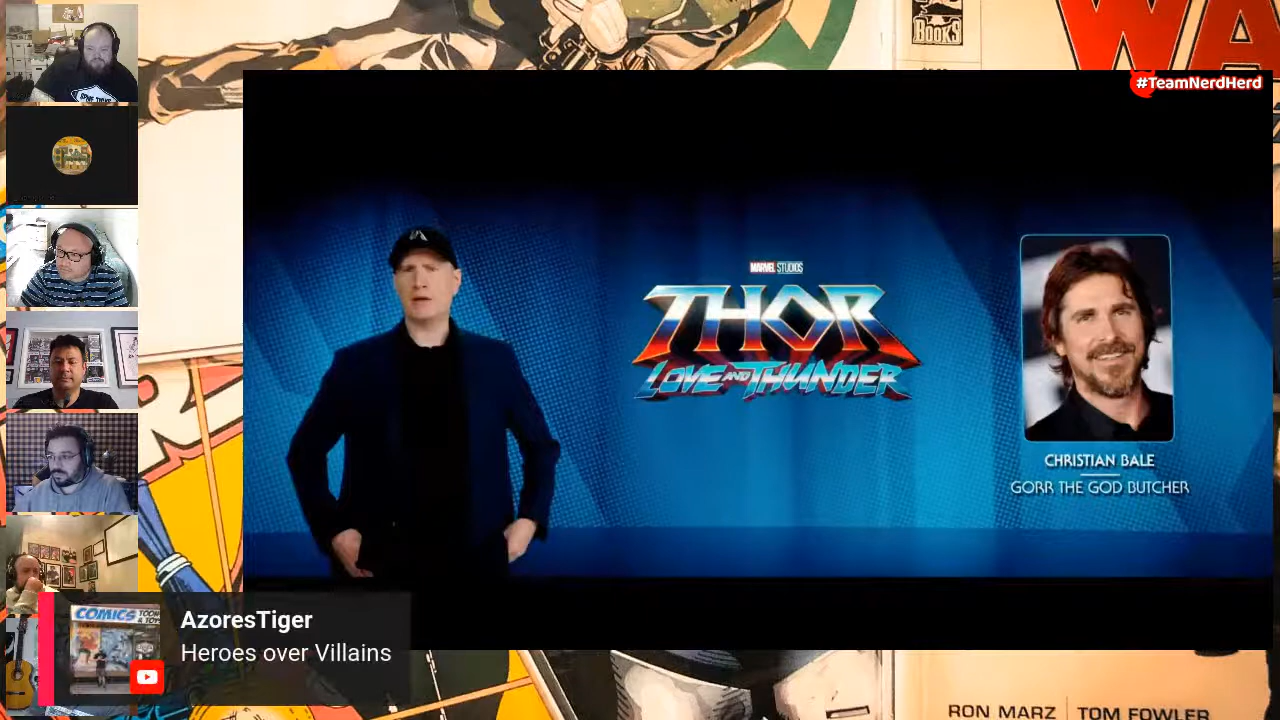 BOOKS
WA
#TeamNerdHerd
MARVEL STUDIOS
THOR
LOVE AND THUNDER
CHRISTIAN BALE
GORR THE GOD BUTCHER
COMICS
AzoresTiger
Heroes over Villains
RON MARZ
TOM FOWLER